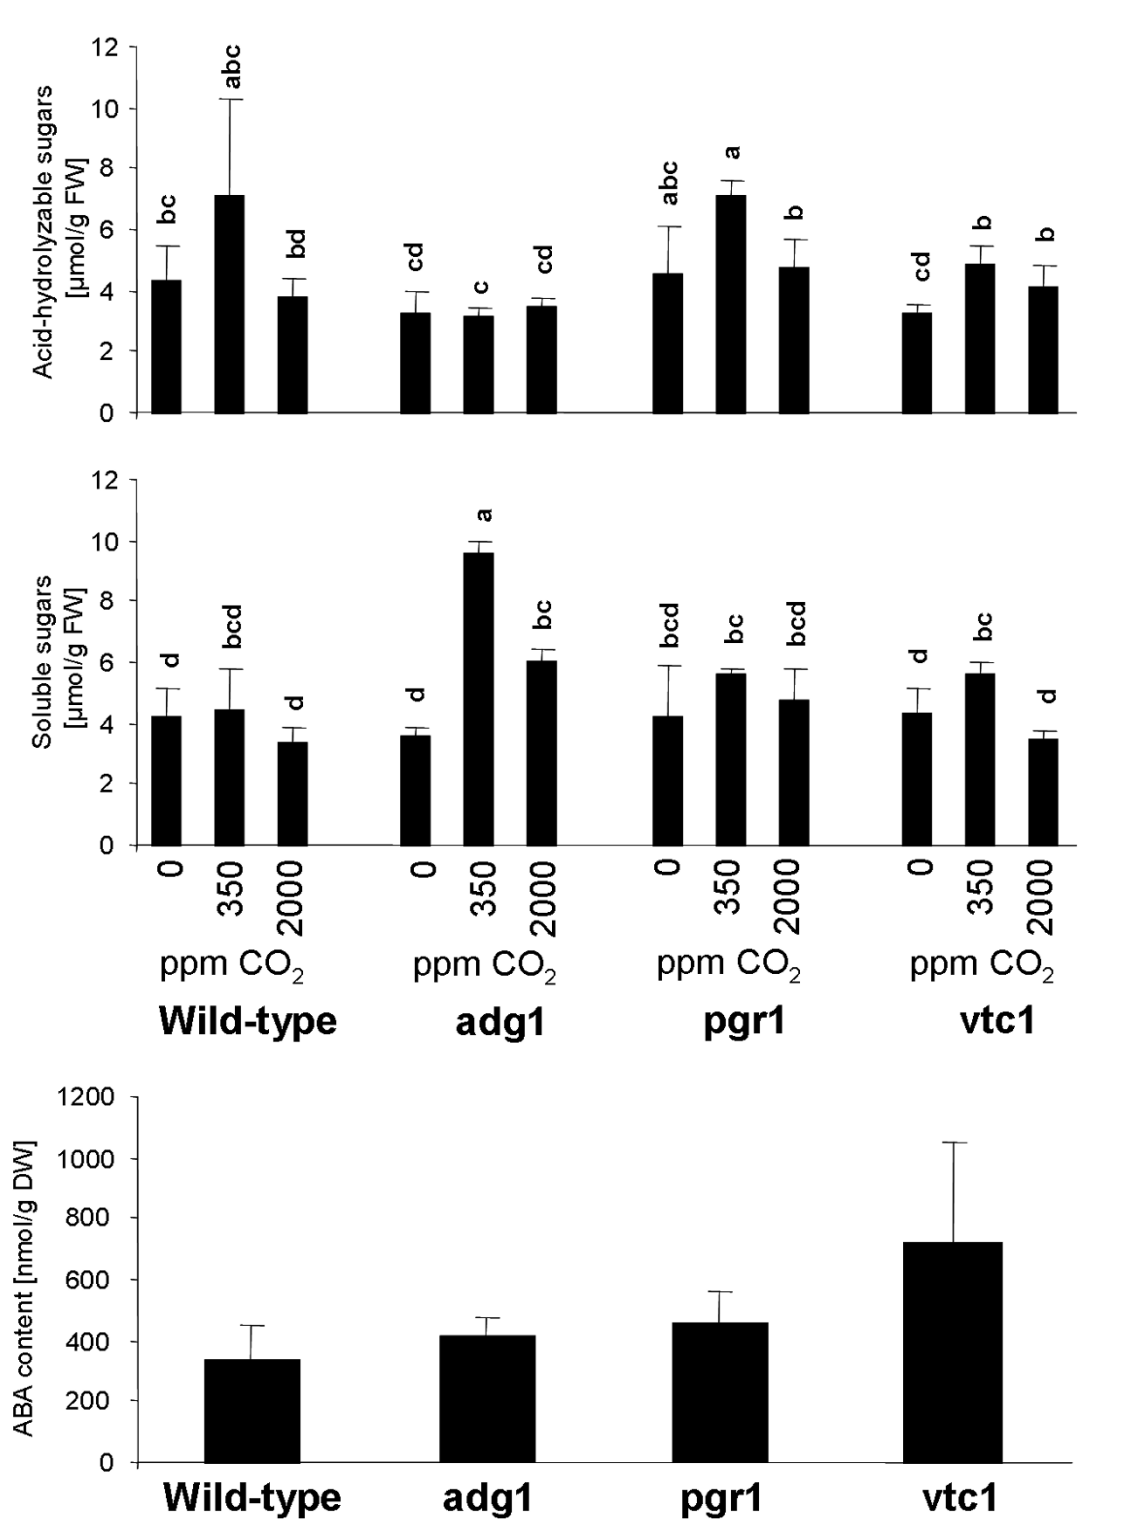 Acid-hydrolyzable sugars
[µmol/g FW]
12
10
8
6
4
2
0
bc
abc
bd
cd
c
cd
abc
a
b
cd
b
b
Soluble sugars
[µmol/g FW]
12
10
8
6
4
2
0
d
bcd
d
d
a
bc
bcd
bc
bcd
d
bc
d
0 350 2000 0 350 2000 0 350 2000 0 350 2000
ppm CO₂ ppm CO₂ ppm CO₂ ppm CO₂
Wild-type adg1 pgr1 vtc1
ABA content [nmol/g DW]
1200
1000
800
600
400
200
0
Wild-type adg1 pgr1 vtc1